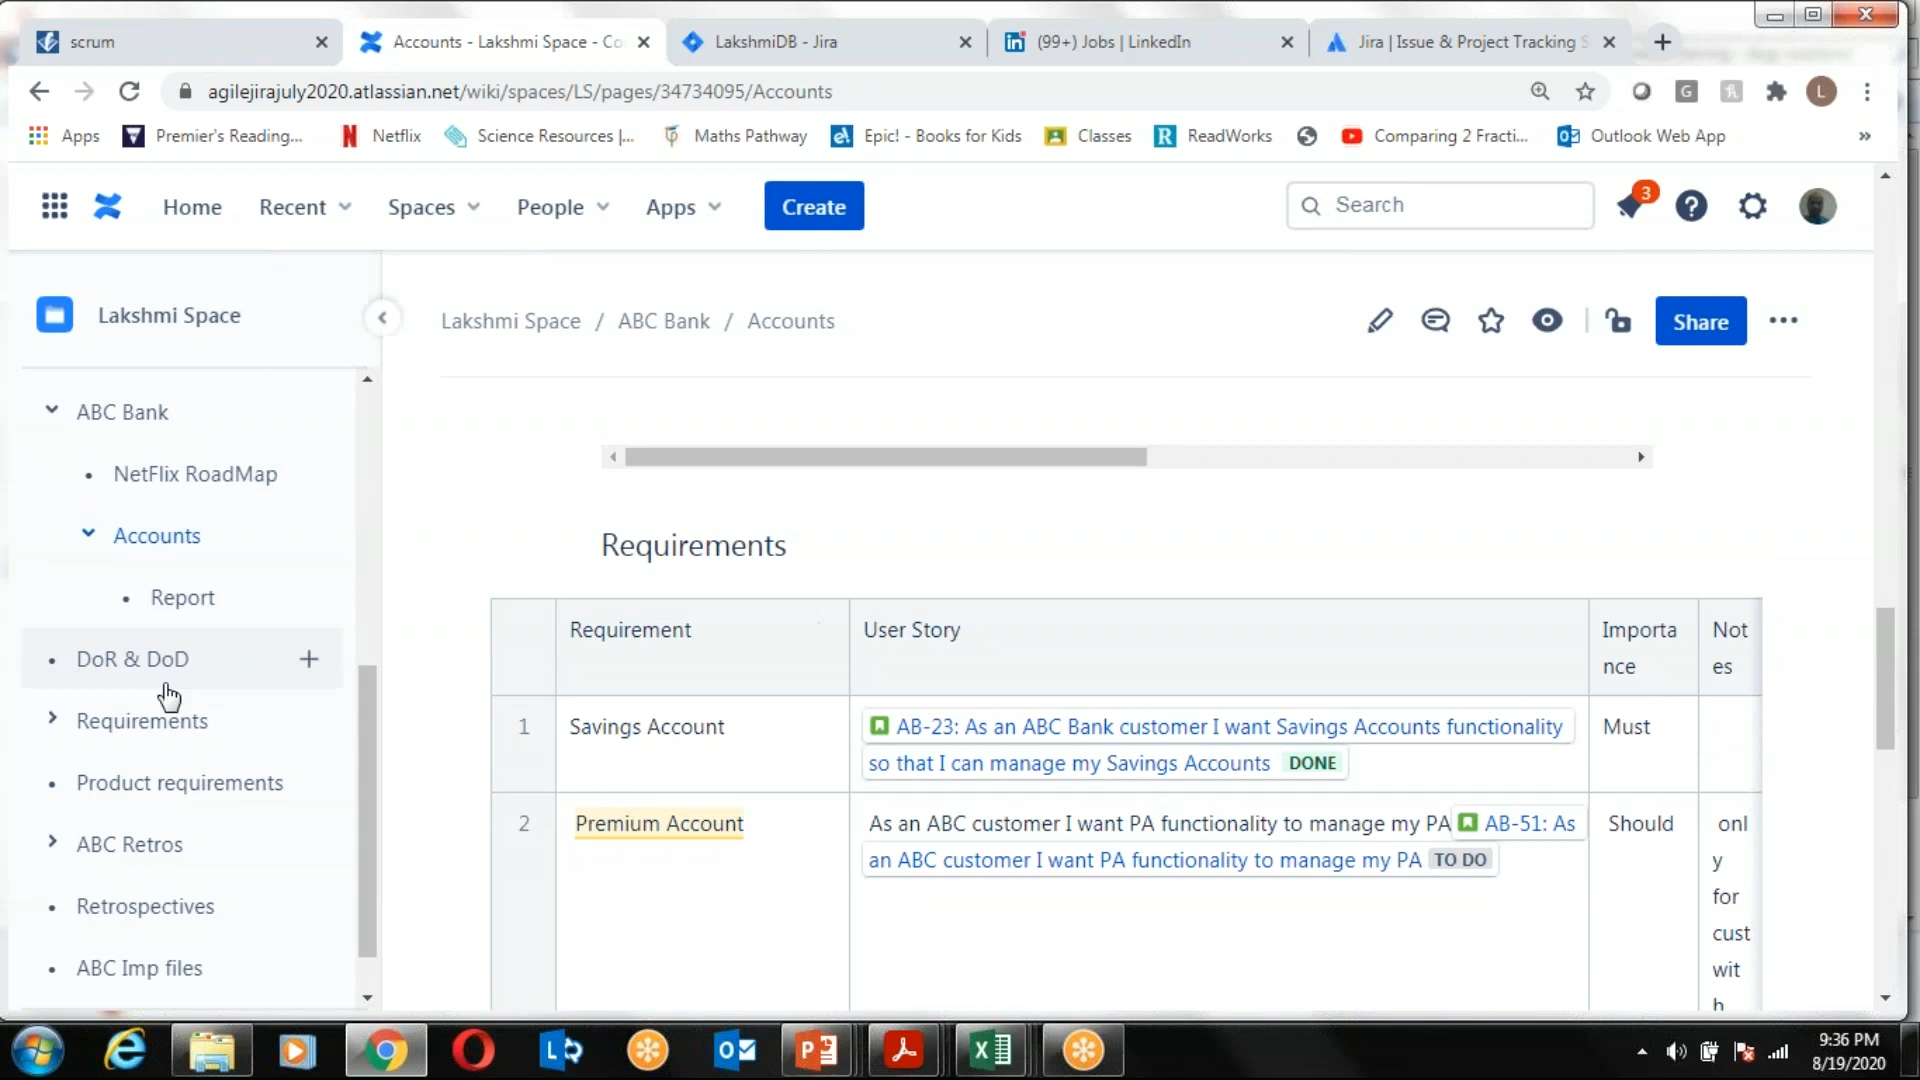 scrum
Accounts - Lakshmi Space - Co
LakshmiDB - Jira
(99+) Jobs | LinkedIn
Jira | Issue & Project Tracking S
agilejirajuly2020.atlassian.net/wiki/spaces/LS/pages/34734095/Accounts
Apps
Premier's Reading...
Netflix
Science Resources |...
Maths Pathway
Epic! - Books for Kids
Classes
ReadWorks
Comparing 2 Fracti...
Outlook Web App
Home
Recent
Spaces
People
Apps
Create
Search
3
Lakshmi Space
Lakshmi Space / ABC Bank / Accounts
Share
ABC Bank
NetFlix RoadMap
Accounts
Report
DoR & DoD
Requirements
Product requirements
ABC Retros
Retrospectives
ABC Imp files
Requirements
Requirement
User Story
Importa
nce
Not
es
1
Savings Account
AB-23: As an ABC Bank customer I want Savings Accounts functionality
so that I can manage my Savings Accounts DONE
Must
2
Premium Account
As an ABC customer I want PA functionality to manage my PA AB-51: As
an ABC customer I want PA functionality to manage my PA TO DO
Should
onl
y
for
cust
wit
h
9:36 PM
8/19/2020